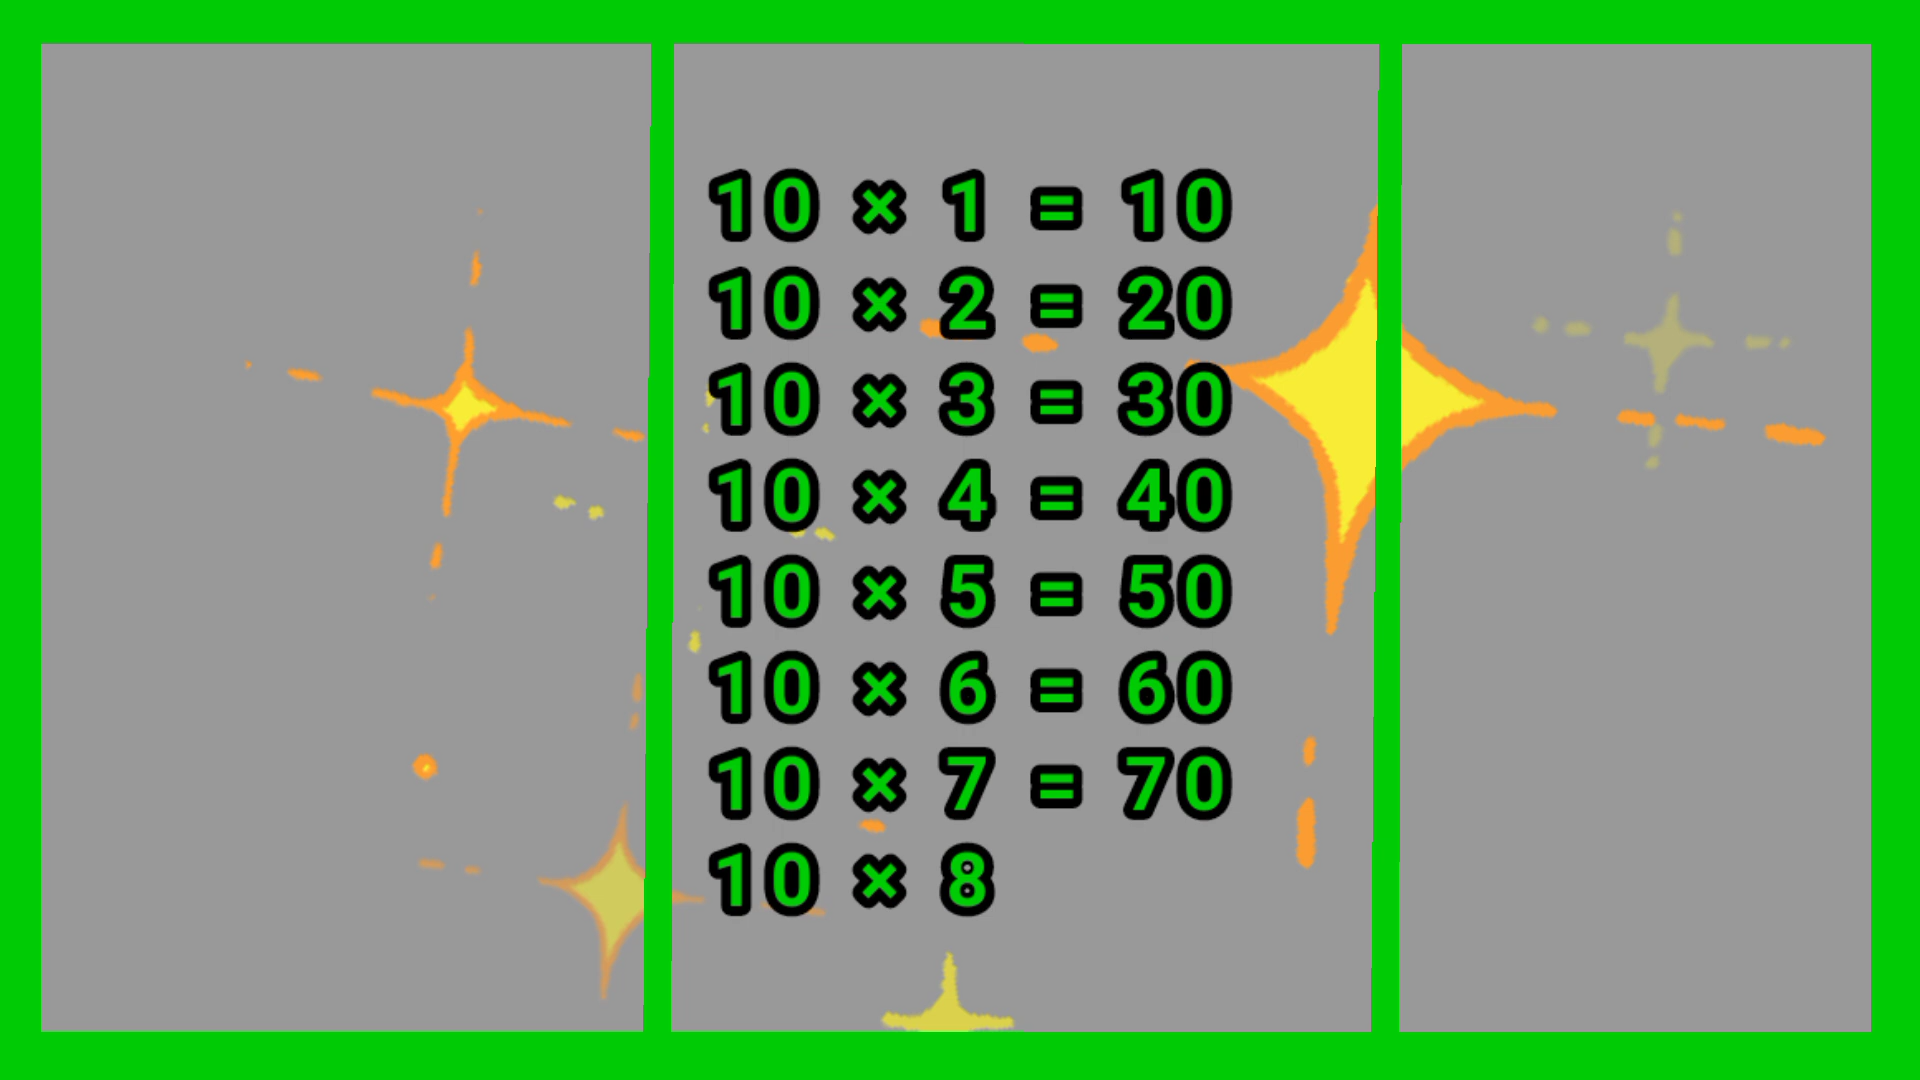 10 × 1 = 10
10 × 2 = 20
10 × 3 = 30
10 × 4 = 40
10 × 5 = 50
10 × 6 = 60
10 × 7 = 70
10 × 8